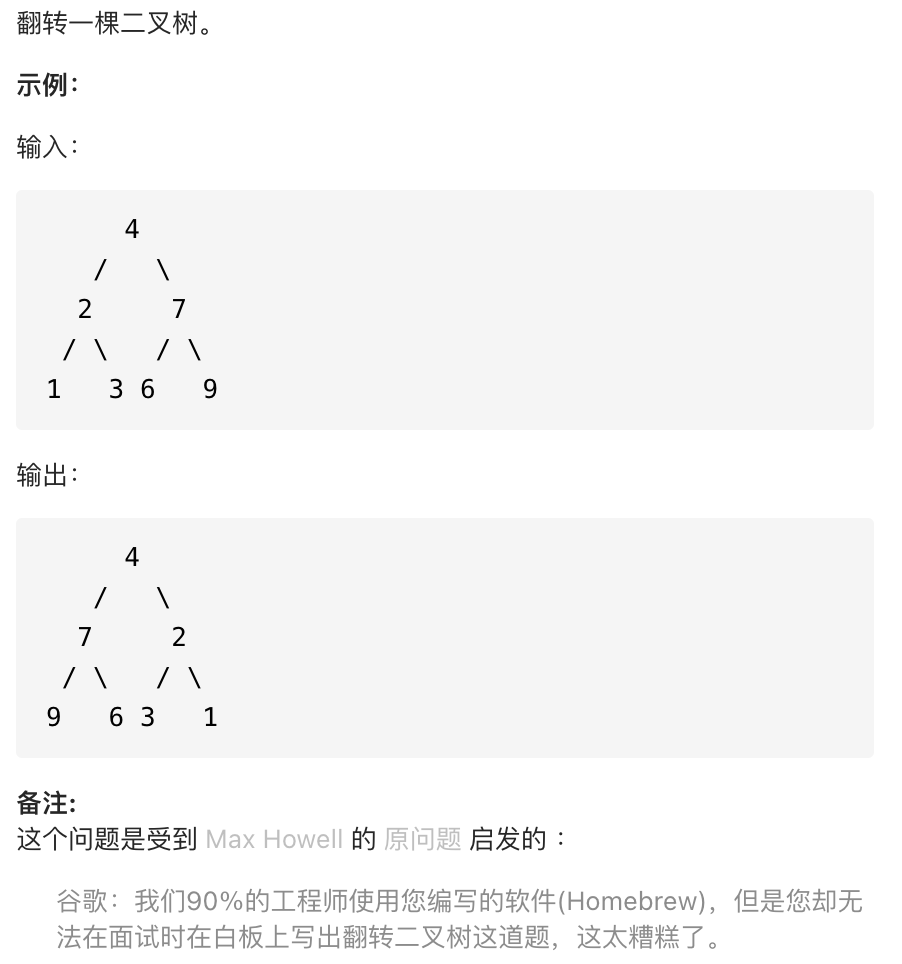 翻转一棵二叉树。
示例：
输入：
4
/ \
2 7
/ \ / \
1 3 6 9
输出：
4
/ \
7 2
/ \ / \
9 6 3 1
备注:
这个问题是受到 Max Howell 的 原问题 启发的 ：
谷歌：我们90％的工程师使用您编写的软件(Homebrew)，但是您却无
法在面试时在白板上写出翻转二叉树这道题，这太糟糕了。